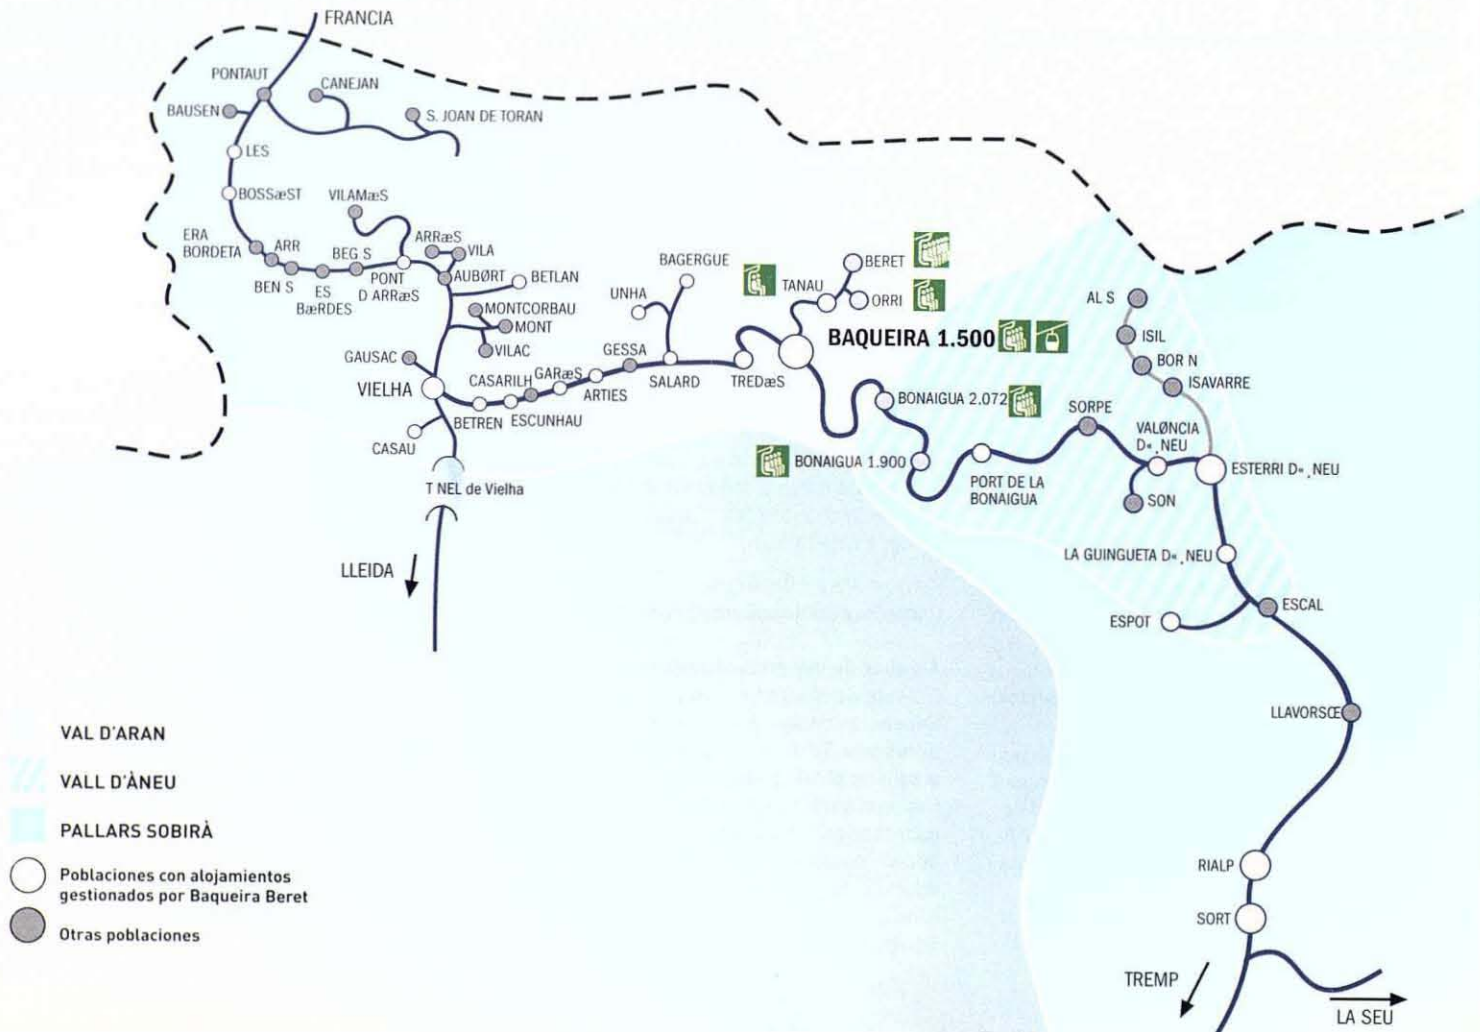 FRANCIA
PONTAUT
CANEJAN
BAUSEN
S. JOAN DE TORAN
LES
BOSSæST
VILAMæS
ERA
BORDETA
ARR
BEN S
ES
BæRDES
BEG S
PONT
D ARRæS
ARRæS
VILA
AUBØRT
BETLAN
MONTCORBAU
MONT
VILAC
GAUSAC
VIELHA
CASAU
BETREN
CASARILH
ESCUNHAU
GARæS
ARTIES
GESSA
UNHA
BAGERGUE
SALARD
TREDæS
TANAU
BERET
ORRI
BAQUEIRA 1.500
BONAIGUA 2.072
BONAIGUA 1.900
PORT DE LA
BONAIGUA
SORPE
AL S
ISIL
BOR N
ISAVARRE
VALØNCIA
D«¸NEU
ESTERRI D«¸NEU
SON
LA GUINGUETA D«¸NEU
ESPOT
ESCAL
LLAVORSŒ
RIALP
SORT
TREMP
LA SEU
T NEL de Vielha
LLEIDA
VAL D'ARAN
VALL D'ÀNEU
PALLARS SOBIRÀ
Poblaciones con alojamientos
gestionados por Baqueira Beret
Otras poblaciones